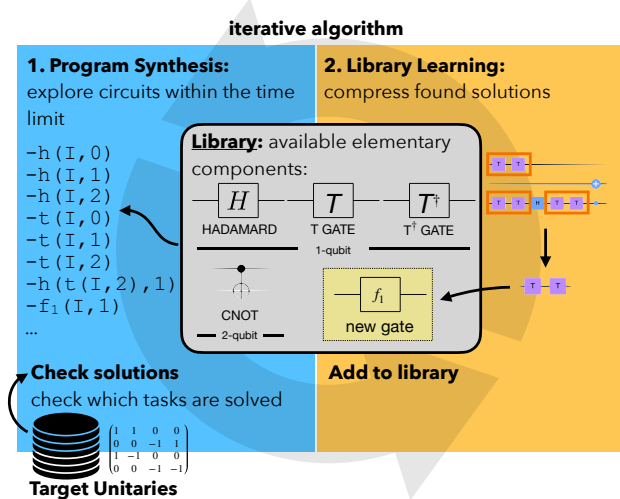 iterative algorithm
1. Program Synthesis:
explore circuits within the time
limit
-h(I,0)
-h(I,1)
-h(I,2)
-t(I,0)
-t(I,1)
-t(I,2)
-h(t(I,2),1)
-f₁(I,1)
...
Check solutions
check which tasks are solved
1 1 0 0
0 0 -1 1
1 -1 0 0
0 0 -1 -1
Target Unitaries
Library: available elementary
components:
H
T
T†
HADAMARD
T GATE
T† GATE
1-qubit
CNOT
2-qubit
f₁
new gate
2. Library Learning:
compress found solutions
T T
T T H T T
T T
Add to library